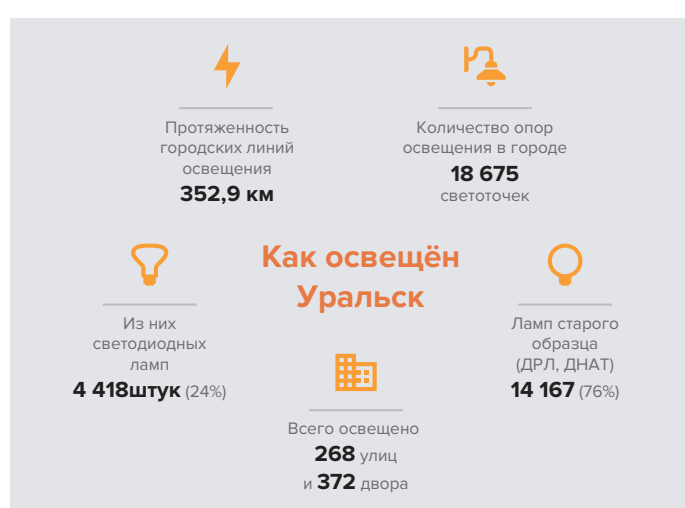 Протяженность
городских линий
освещения
352,9 км
Количество опор
освещения в городе
18 675
светоточек
Как освещён
Уральск
Из них
светодиодных
ламп
4 418штук (24%)
Ламп старого
образца
(ДРЛ, ДНАТ)
14 167 (76%)
Всего освещено
268 улиц
и 372 двора